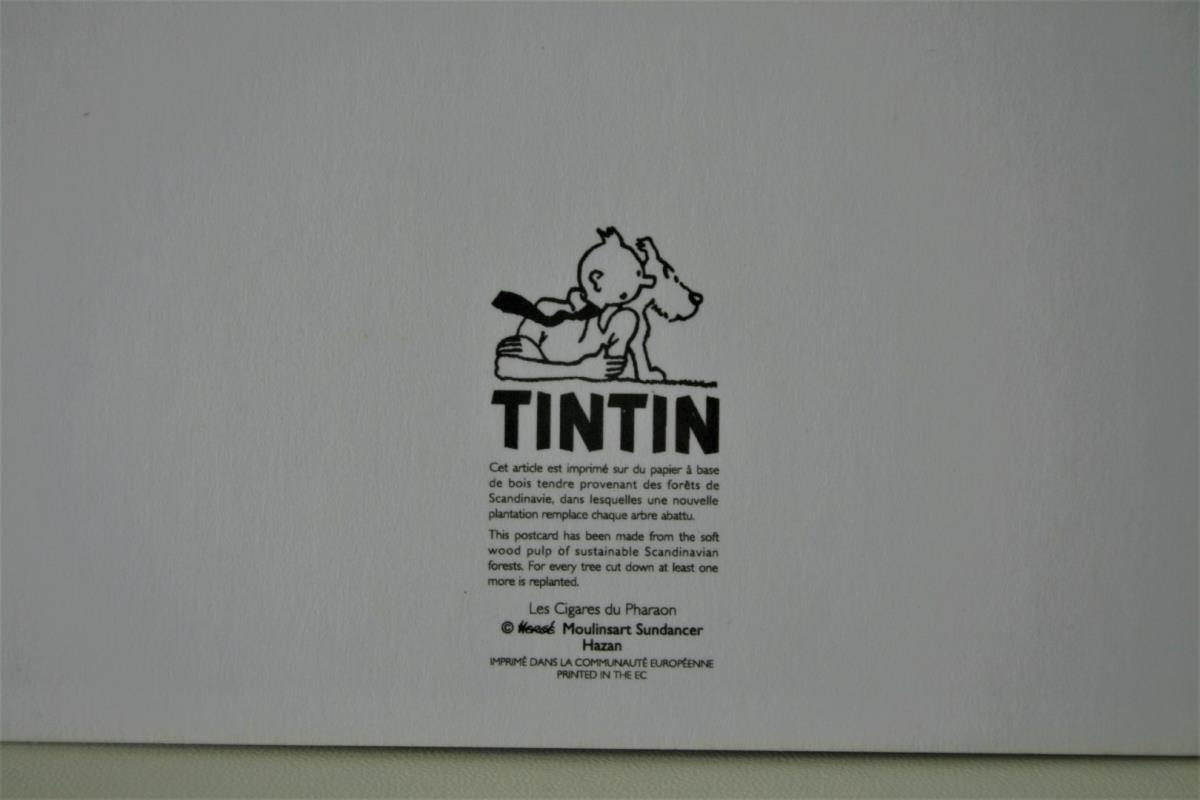 TINTIN
Cet article est imprimé sur du papier à base
de bois tendre provenant des forêts de
Scandinavie, dans lesquelles une nouvelle
plantation remplace chaque arbre abattu.
This postcard has been made from the soft
wood pulp of sustainable Scandinavian
forests. For every tree cut down at least one
more is replanted.
Les Cigares du Pharaon
© Hergé Moulinsart Sundancer
Hazan
IMPRIMÉ DANS LA COMMUNAUTÉ EUROPÉENNE
PRINTED IN THE EC